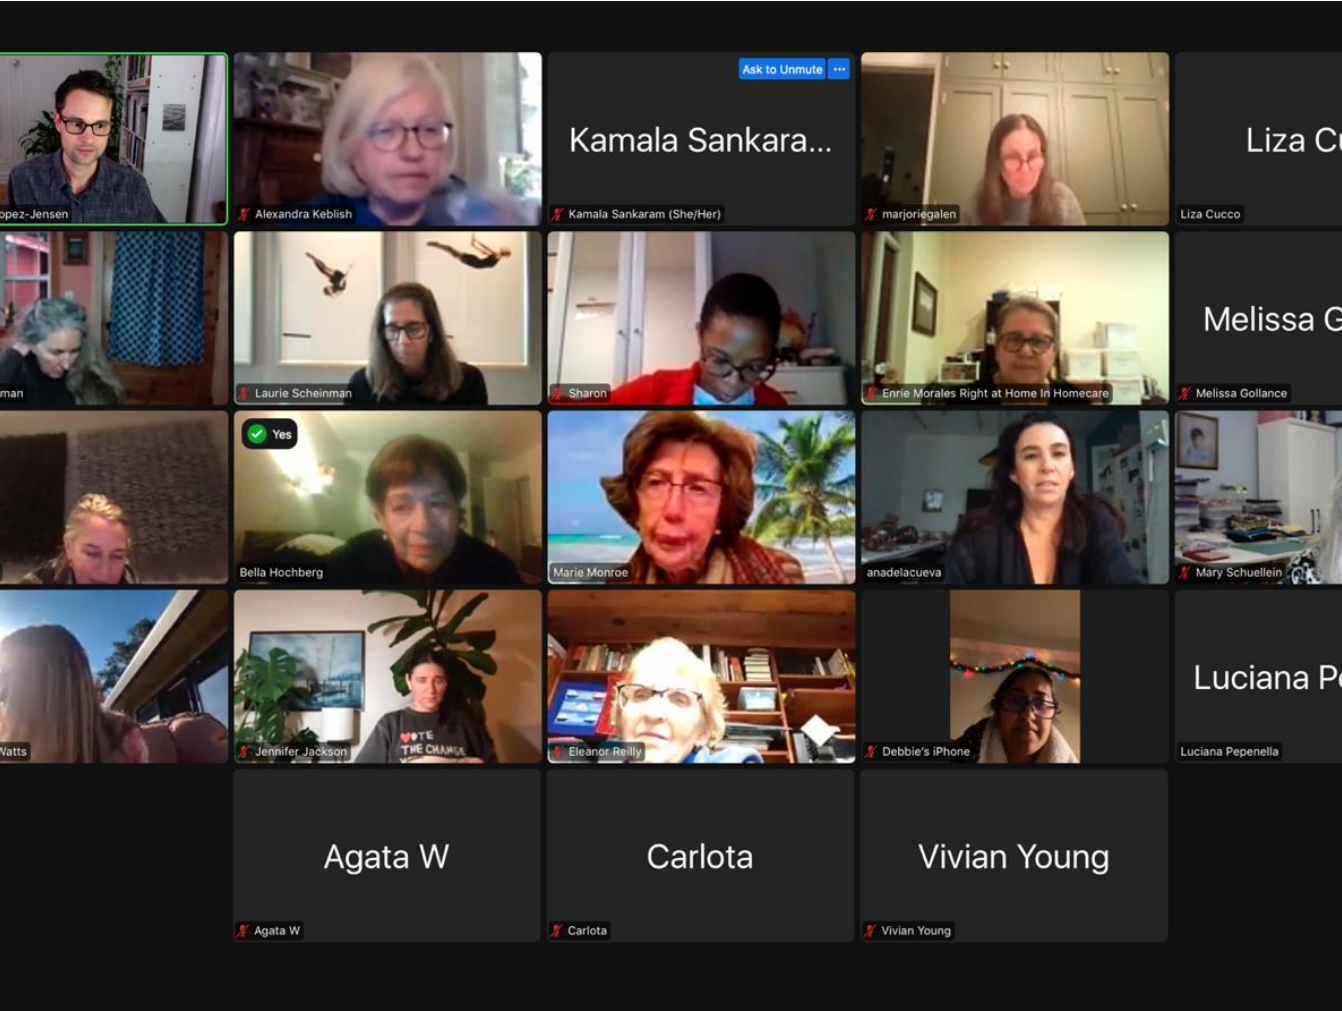 Ask to Unmute
Kamala Sankara...
Liza Cu
opez-Jensen
Alexandra Keblish
Kamala Sankaram (She/Her)
marjoriegalen
Liza Cucco
Melissa G
man
Laurie Scheinman
Sharon
Enrie Morales Right at Home In Homecare
Melissa Gollance
Yes
Bella Hochberg
Marie Monroe
anadelacueva
Mary Schuellein
Luciana Pe
VOTE
THE CHANGE
Watts
Jennifer Jackson
Eleanor Reilly
Debbie's iPhone
Luciana Pepenella
Agata W
Carlota
Vivian Young
Agata W
Carlota
Vivian Young